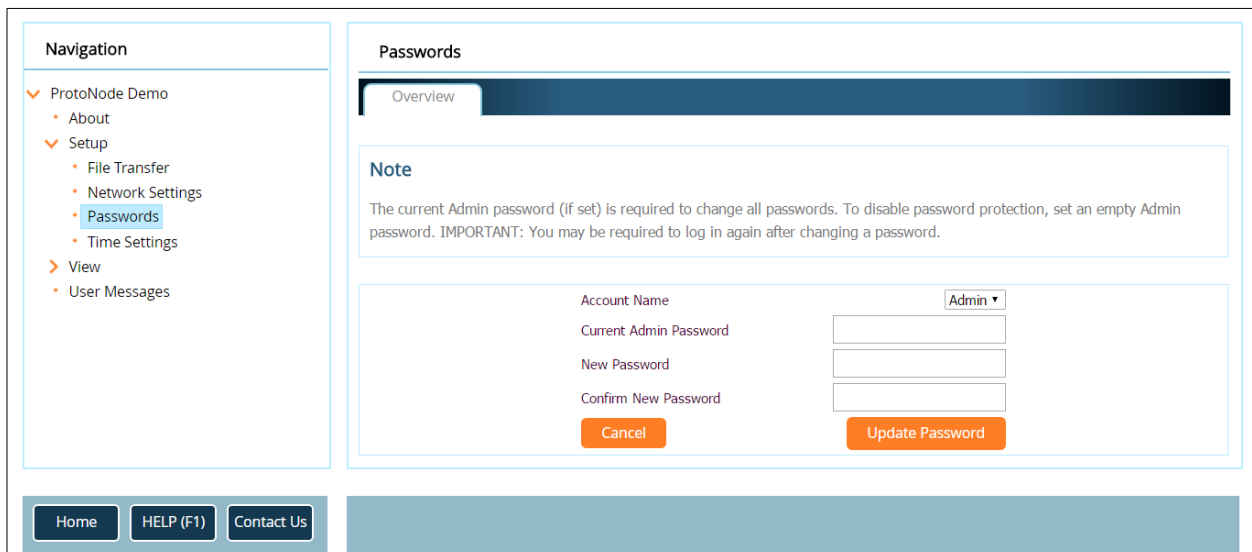 Navigation
ProtoNode Demo
About
Setup
File Transfer
Network Settings
Passwords
Time Settings
View
User Messages
Passwords
Overview
Note
The current Admin password (if set) is required to change all passwords. To disable password protection, set an empty Admin
password. IMPORTANT: You may be required to log in again after changing a password.
Account Name Admin
Current Admin Password
New Password
Confirm New Password
Cancel Update Password
Home HELP (F1) Contact Us